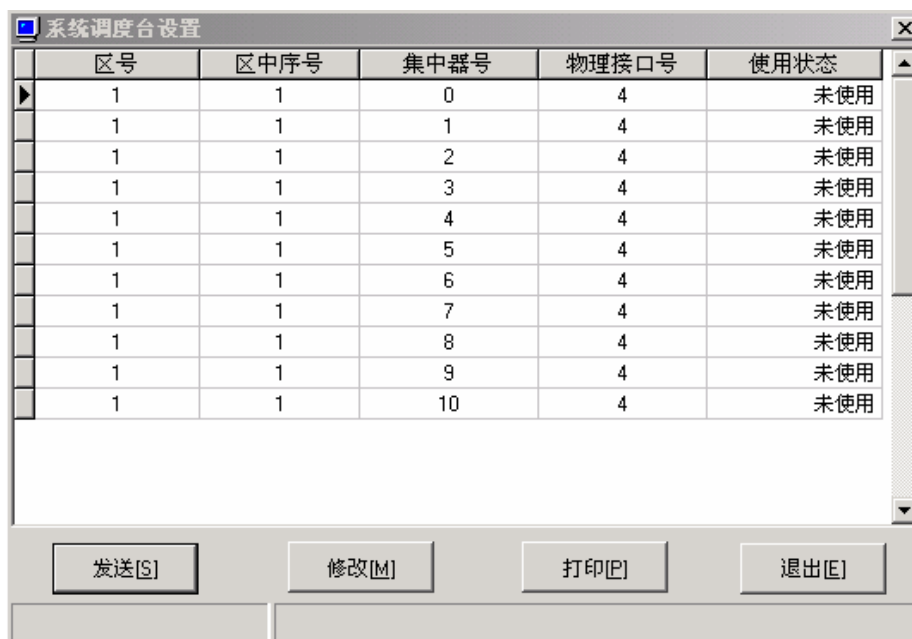 系统调度台设置
区号 区中序号 集中器号 物理接口号 使用状态
1 1 0 4 未使用
1 1 1 4 未使用
1 1 2 4 未使用
1 1 3 4 未使用
1 1 4 4 未使用
1 1 5 4 未使用
1 1 6 4 未使用
1 1 7 4 未使用
1 1 8 4 未使用
1 1 9 4 未使用
1 1 10 4 未使用
发送[S] 修改[M] 打印[P] 退出[E]